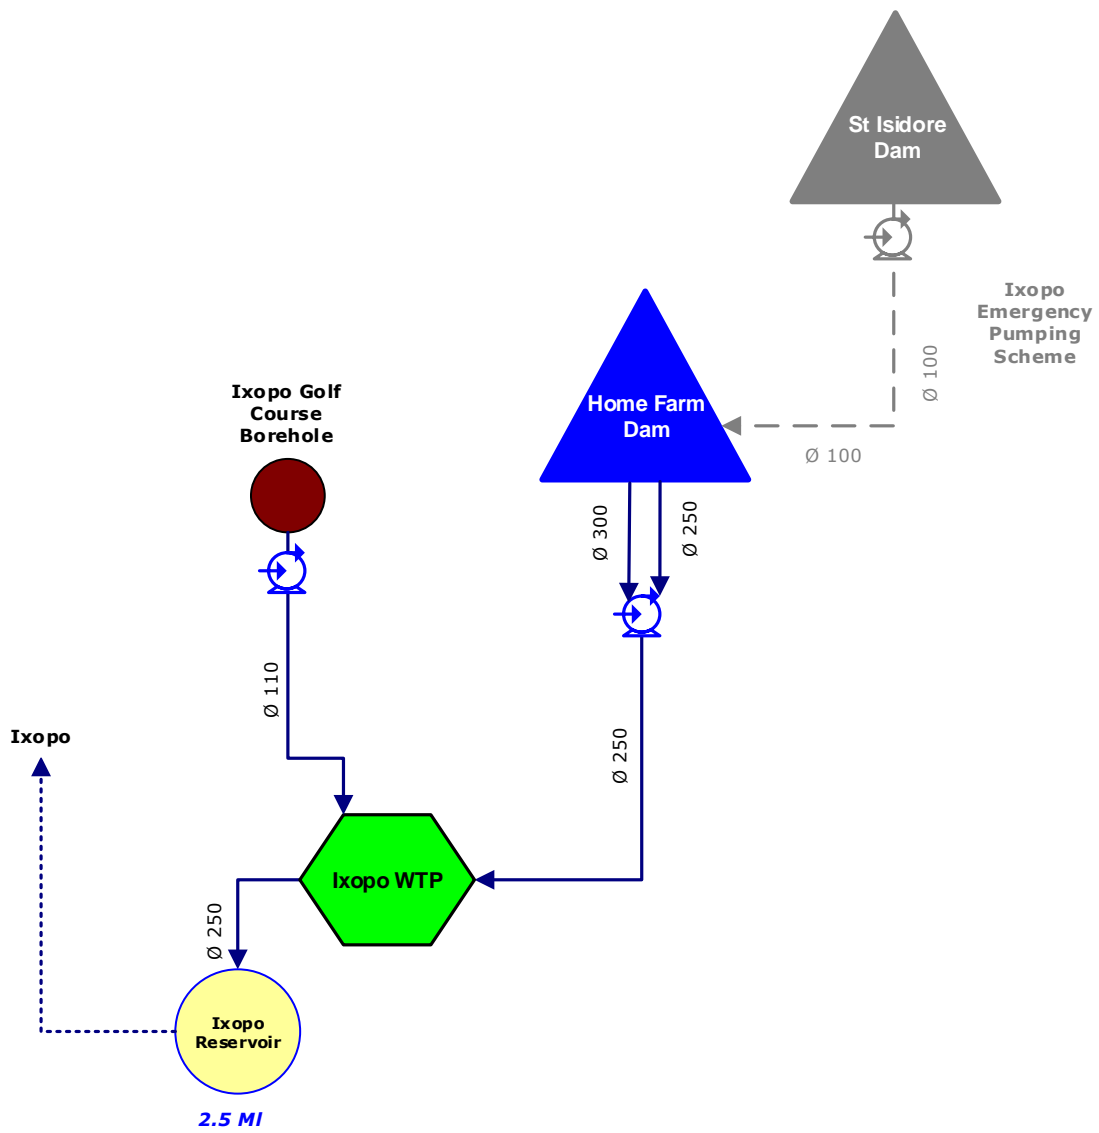 St Isidore
Dam
Ixopo
Emergency
Pumping
Scheme
Ø 100
Ø 100
Home Farm
Dam
Ixopo Golf
Course
Borehole
Ø 300
Ø 250
Ø 110
Ø 250
Ixopo
Ixopo WTP
Ø 250
Ixopo
Reservoir
2.5 Ml